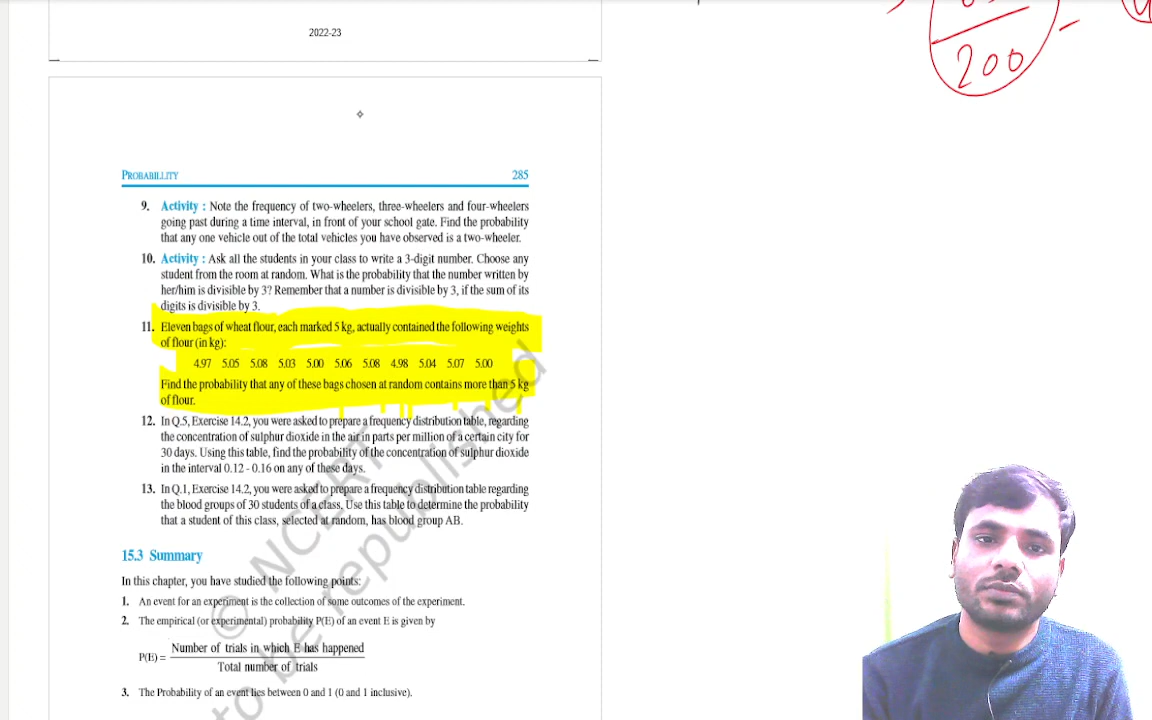 2022-23
200
PROBABILITY 285
9. Activity : Note the frequency of two-wheelers, three-wheelers and four-wheelers
going past during a time interval, in front of your school gate. Find the probability
that any one vehicle out of the total vehicles you have observed is a two-wheeler.
10. Activity : Ask all the students in your class to write a 3-digit number. Choose any
student from the room at random. What is the probability that the number written by
her/him is divisible by 3? Remember that a number is divisible by 3, if the sum of its
digits is divisible by 3.
11. Eleven bags of wheat flour, each marked 5 kg, actually contained the following weights
of flour (in kg):
4.97 5.05 5.08 5.03 5.00 5.06 5.08 4.98 5.04 5.07 5.00
Find the probability that any of these bags chosen at random contains more than 5 kg
of flour.
12. In Q.5, Exercise 14.2, you were asked to prepare a frequency distribution table, regarding
the concentration of sulphur dioxide in the air in parts per million of a certain city for
30 days. Using this table, find the probability of the concentration of sulphur dioxide
in the interval 0.12 - 0.16 on any of these days.
13. In Q.1, Exercise 14.2, you were asked to prepare a frequency distribution table regarding
the blood groups of 30 students of a class. Use this table to determine the probability
that a student of this class, selected at random, has blood group AB.
15.3 Summary
In this chapter, you have studied the following points:
1. An event for an experiment is the collection of some outcomes of the experiment.
2. The empirical (or experimental) probability P(E) of an event E is given by
P(E) = Number of trials in which E has happened
Total number of trials
3. The Probability of an event lies between 0 and 1 (0 and 1 inclusive).
© NCERT
to be republished